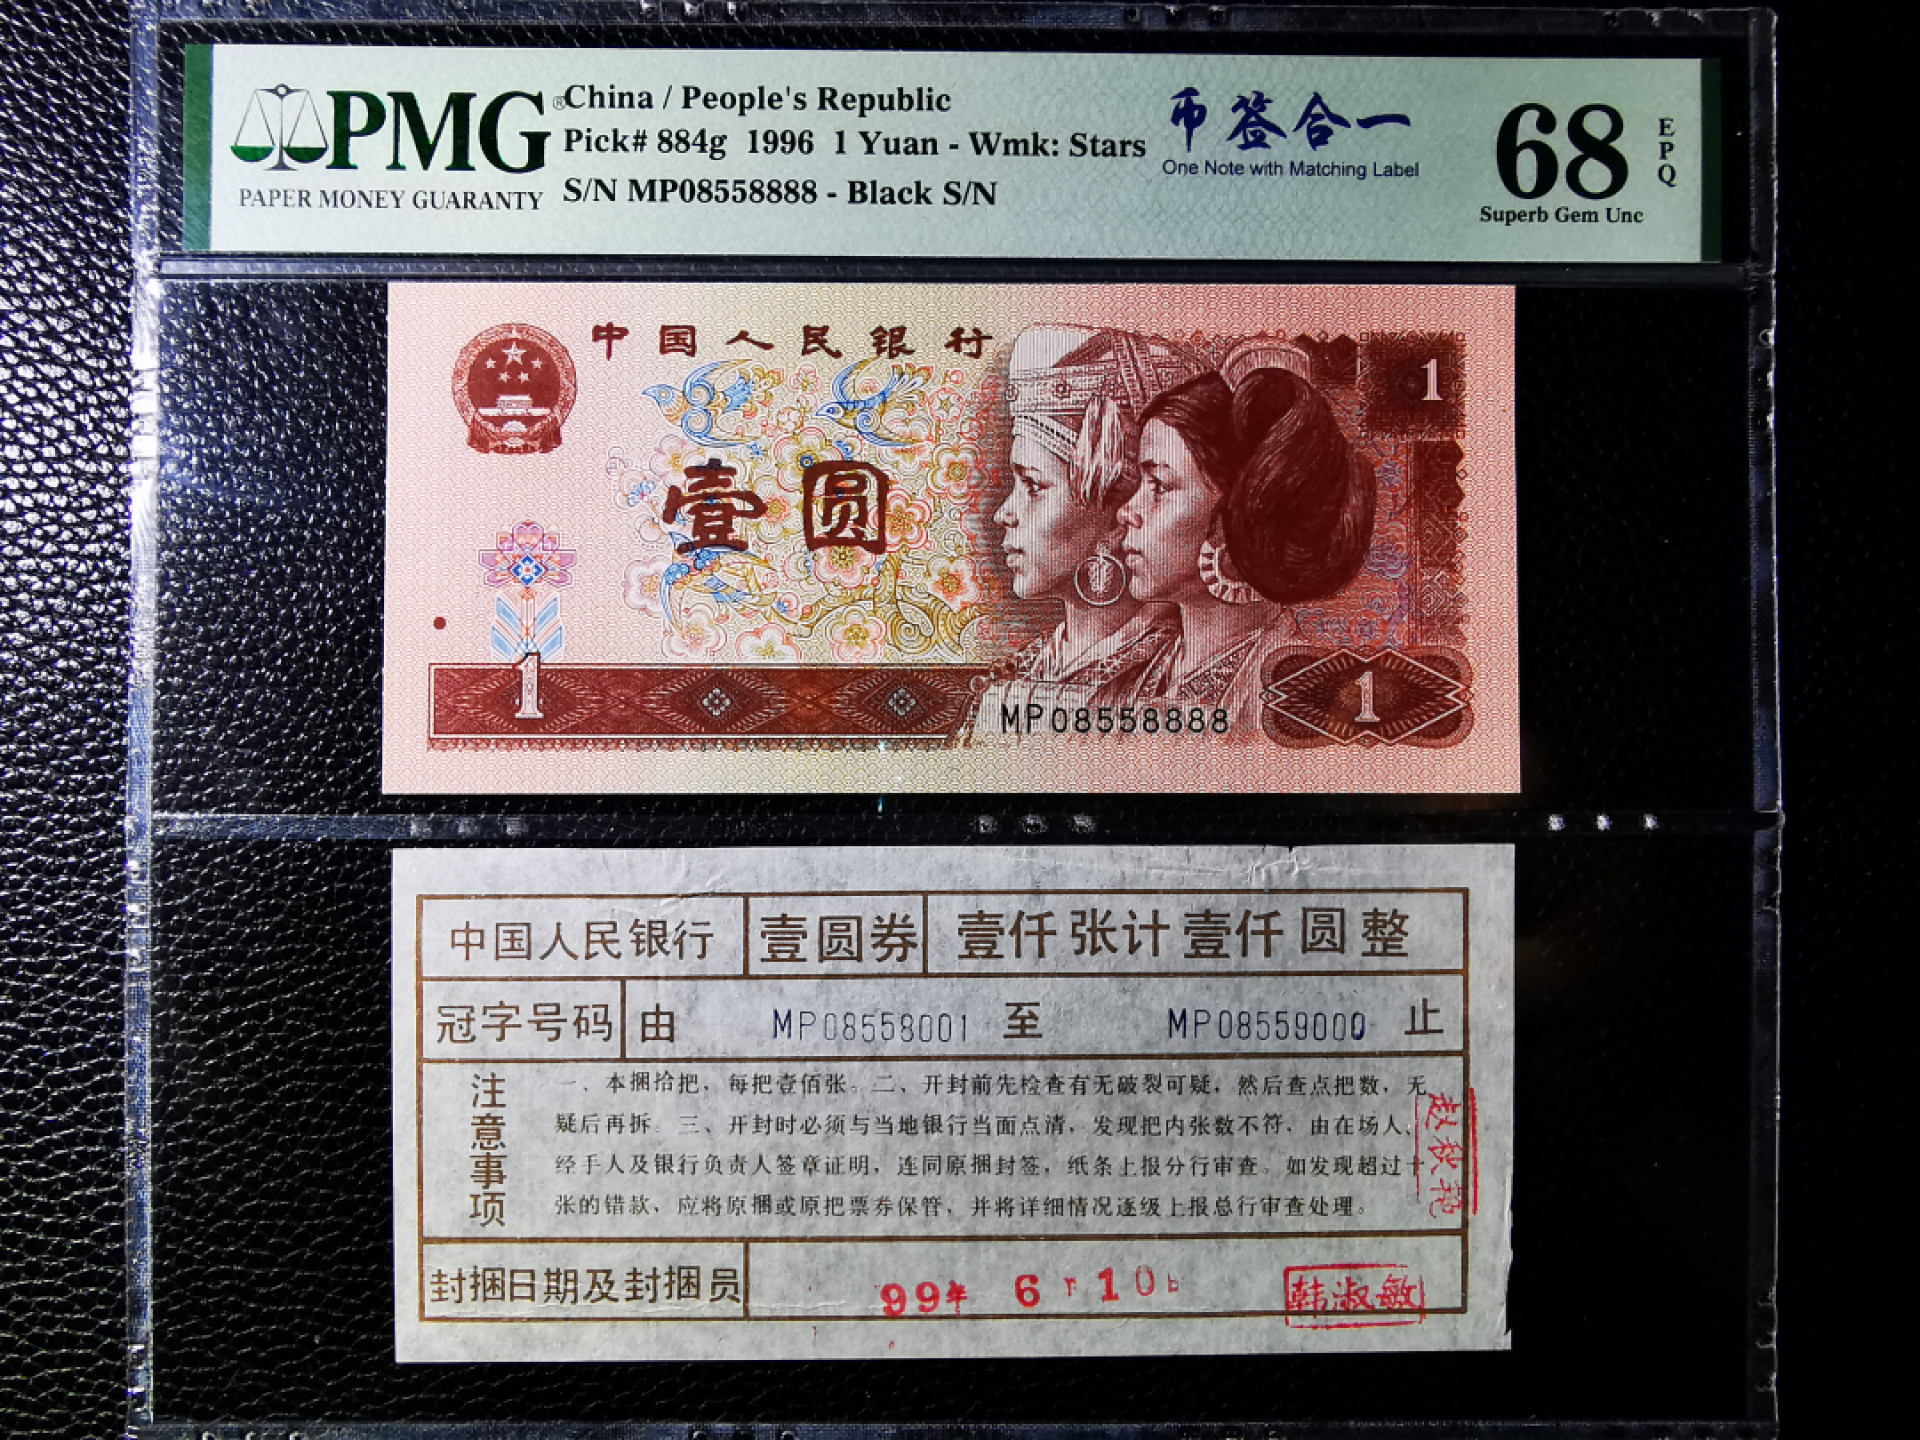 PMG®
PAPER MONEY GUARANTY
China / People's Republic
Pick# 884g 1996 1 Yuan - Wmk: Stars
S/N MP08558888 - Black S/N
币签合一
One Note with Matching Label
68
EPQ
Superb Gem Unc
中国人民银行
1
壹圆
1
MP08558888
1
中国人民银行 壹圆券 壹仟张计壹仟圆整
冠字号码 由 MP08558001 至 MP08559000 止
注意事项
一、本捆拾把，每把壹佰张。二、开封前先检查有无破裂可疑，然后查点把数，无
疑后再拆。三、开封时必须与当地银行当面点清，发现把内张数不符，由在场人、
经手人及银行负责人签章证明，连同原捆封签，纸条上报分行审查。如发现超过十
张的错款，应将原捆或原把票券保管，并将详细情况逐级上报总行审查处理。
封捆日期及封捆员 99年 6 10 韩淑敏